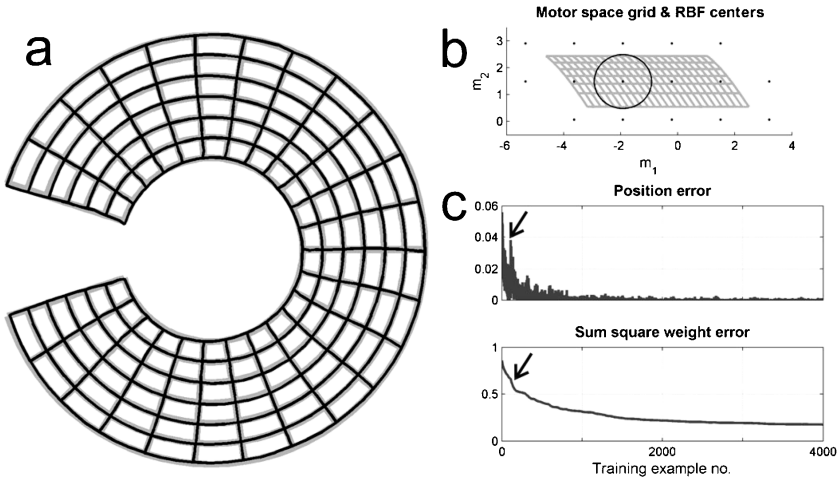 a
b
Motor space grid & RBF centers
3
2
1
0
m2
-6
-4
-2
0
2
4
m1
c
Position error
0.06
0.04
0.02
0
Sum square weight error
1
0.5
0
0
1000
2000
3000
4000
Training example no.